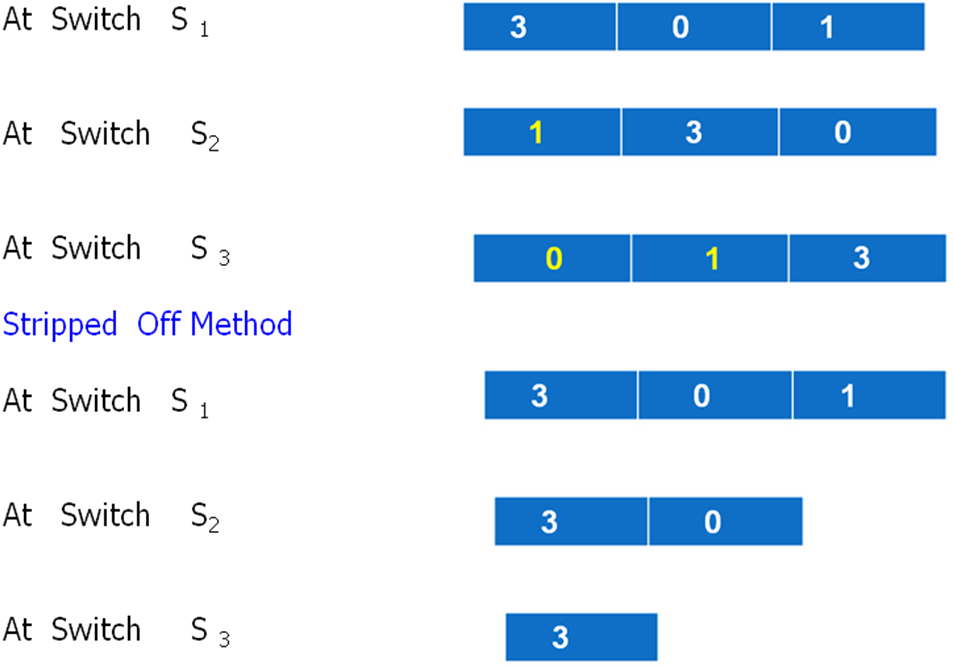 At Switch S 1 3 0 1
At Switch S2 1 3 0
At Switch S 3 0 1 3
Stripped Off Method
At Switch S 1 3 0 1
At Switch S2 3 0
At Switch S 3 3